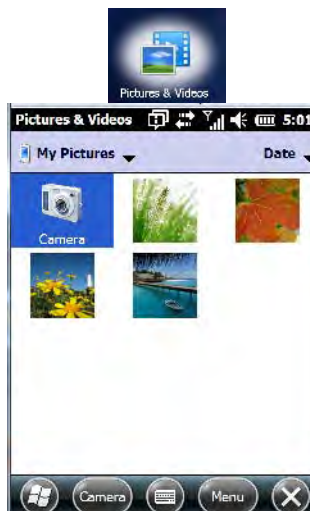 Pictures & Videos
Pictures & Videos 5:01
My Pictures Date
Camera
Camera Menu